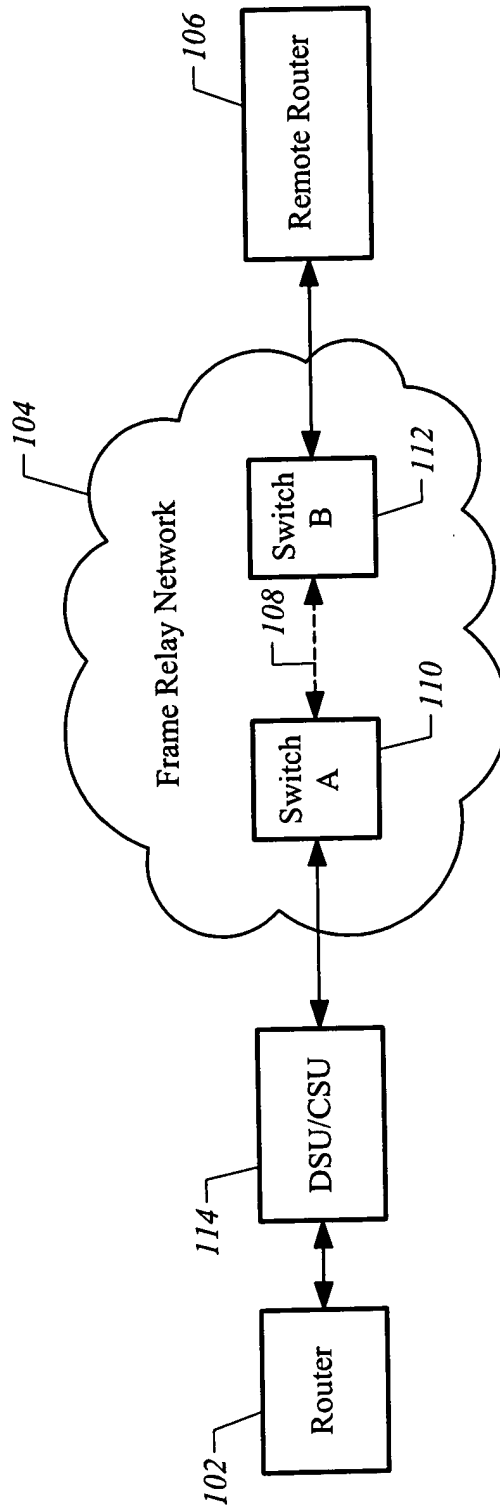 104
Frame Relay Network
106
Remote Router
108
Switch
A
110
Switch
B
112
114
DSU/CSU
102
Router